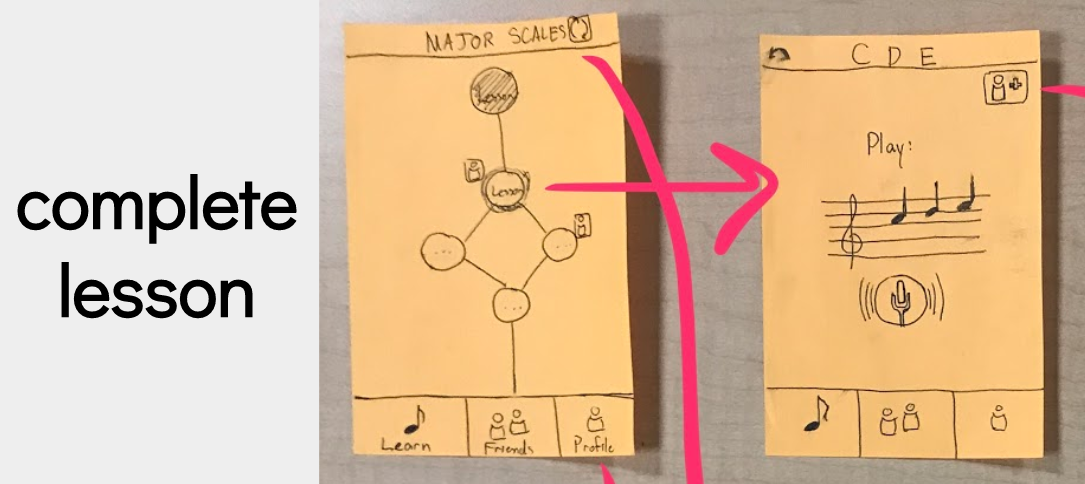 complete
lesson
MAJOR SCALES
Lesson
Lesson
...
...
...
Learn
Friends
Profile
C D E
Play: